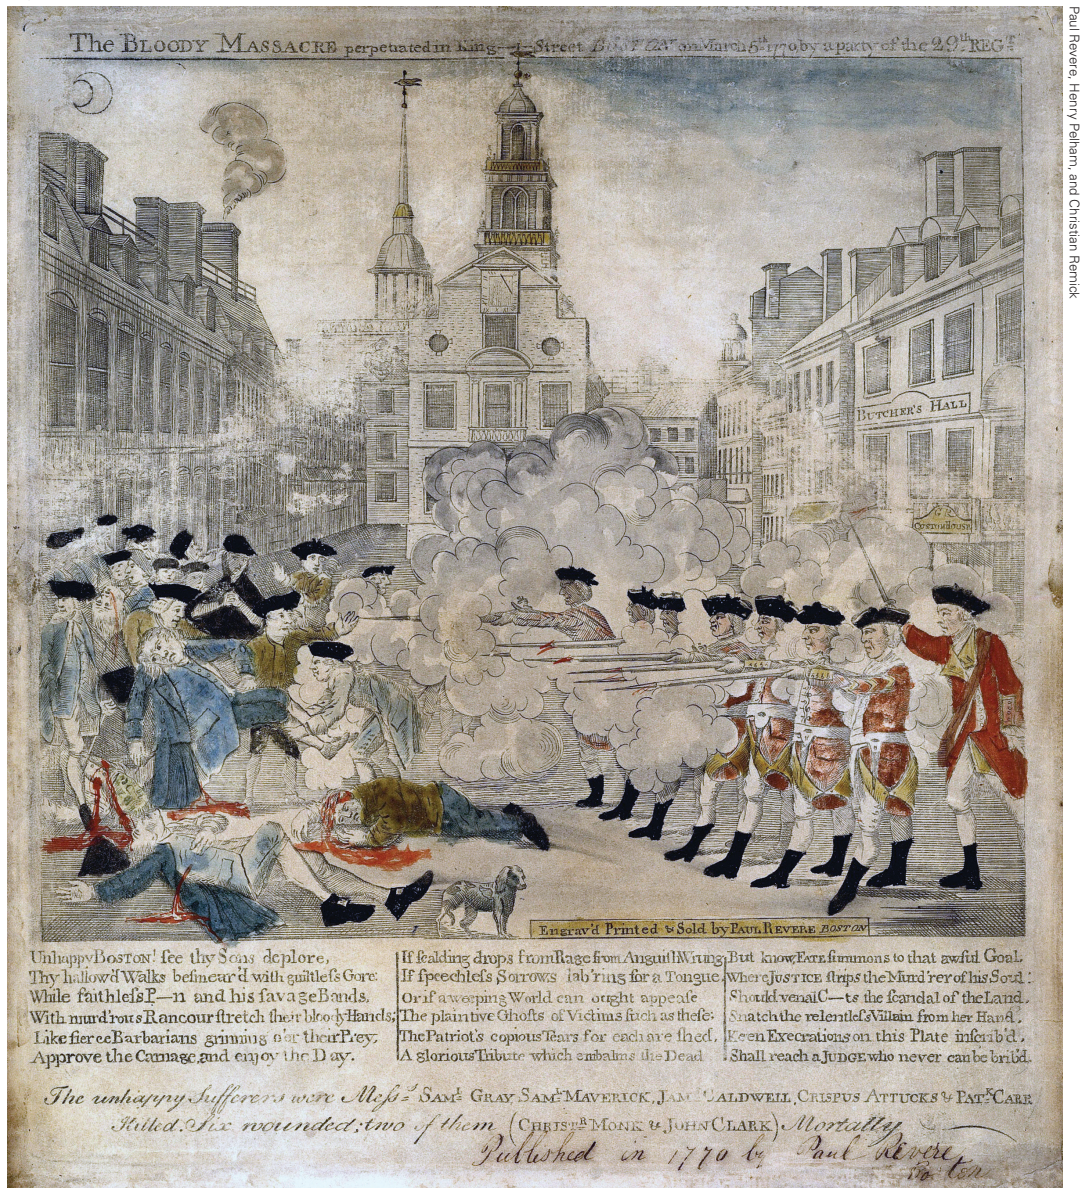 The BLOODY MASSACRE perpetrated in King—i—Street BOSTON on March 5th 1770 by a party of the 29th REGT
BUTCHER'S HALL
CUSTOM HOUSE
Engrav'd Printed & Sold by PAUL REVERE BOSTON
Unhappy BOSTON! ſee thy Sons deplore,
Thy hallow'd Walks beſmear'd with guiltleſs Gore:
While faithleſs P—n and his ſavage Bands,
With murd'rous Rancour ſtretch their bloody Hands;
Like fierce Barbarians grinning o'er their Prey,
Approve the Carnage, and enjoy the Day.
If ſcalding drops from Rage from Anguiſh Wrung
If ſpeechleſs Sorrows lab'ring for a Tongue,
Or if a weeping World can ought appeaſe
The plaintive Ghoſts of Victims ſuch as theſe:
The Patriot's copious Tears for each are ſhed,
A glorious Tribute which embalms the Dead
But know, FATE ſummons to that awful Goal,
Where JUSTICE ſtrips the Murd'rer of his Soul:
Should venal C—ts the ſcandal of the Land,
Snatch the relentleſs Villain from her Hand,
Keen Execrations on this Plate inſcrib'd,
Shall reach a JUDGE who never can be brib'd.
The unhappy Sufferers were Meſſ.rs SAM.L GRAY, SAM.L MAVERICK, JAM.S CALDWELL, CRISPUS ATTUCKS & PAT.K CARR
Killed. Six wounded; two of them (CHRIST.R MONK & JOHN CLARK) Mortally
Published in 1770 by Paul Revere
Boston
Paul Revere, Henry Pelham, and Christian Remick